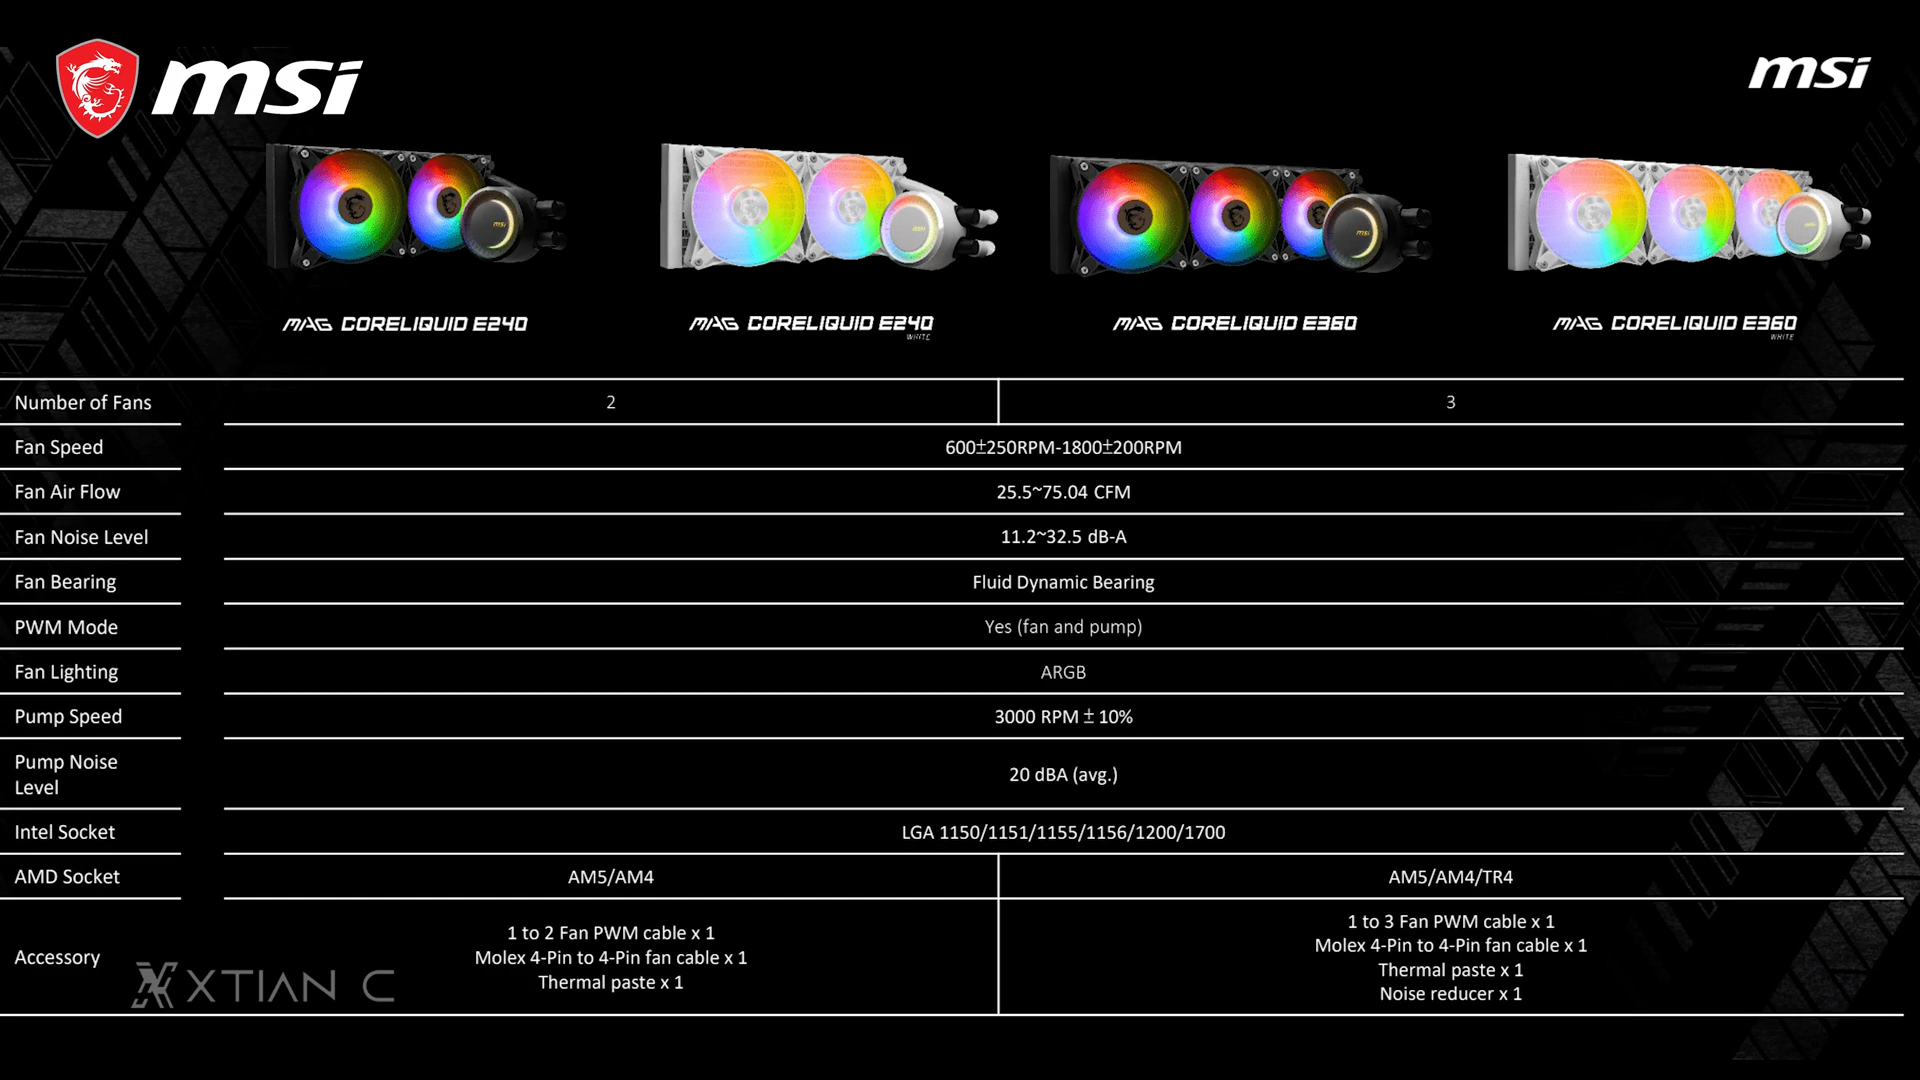 msi
msi
msi
msi
msi
MAG CORELIQUID E240
MAG CORELIQUID E240
WHITE
MAG CORELIQUID E360
MAG CORELIQUID E360
WHITE
Number of Fans 2 3
Fan Speed 600±250RPM-1800±200RPM
Fan Air Flow 25.5~75.04 CFM
Fan Noise Level 11.2~32.5 dB-A
Fan Bearing Fluid Dynamic Bearing
PWM Mode Yes (fan and pump)
Fan Lighting ARGB
Pump Speed 3000 RPM ± 10%
Pump Noise
Level
20 dBA (avg.)
Intel Socket LGA 1150/1151/1155/1156/1200/1700
AMD Socket AM5/AM4 AM5/AM4/TR4
Accessory
1 to 2 Fan PWM cable x 1
Molex 4-Pin to 4-Pin fan cable x 1
Thermal paste x 1
1 to 3 Fan PWM cable x 1
Molex 4-Pin to 4-Pin fan cable x 1
Thermal paste x 1
Noise reducer x 1
XTIAN C